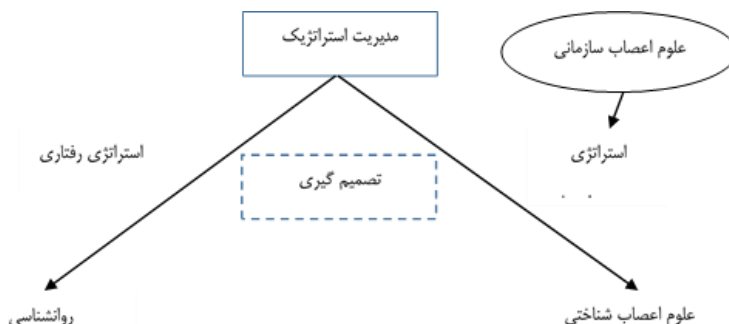 مدیریت استراتژیک
علوم اعصاب سازمانی
استراتژی رفتاری
استراتژی
تصمیم گیری
روانشناسی
علوم اعصاب شناختی